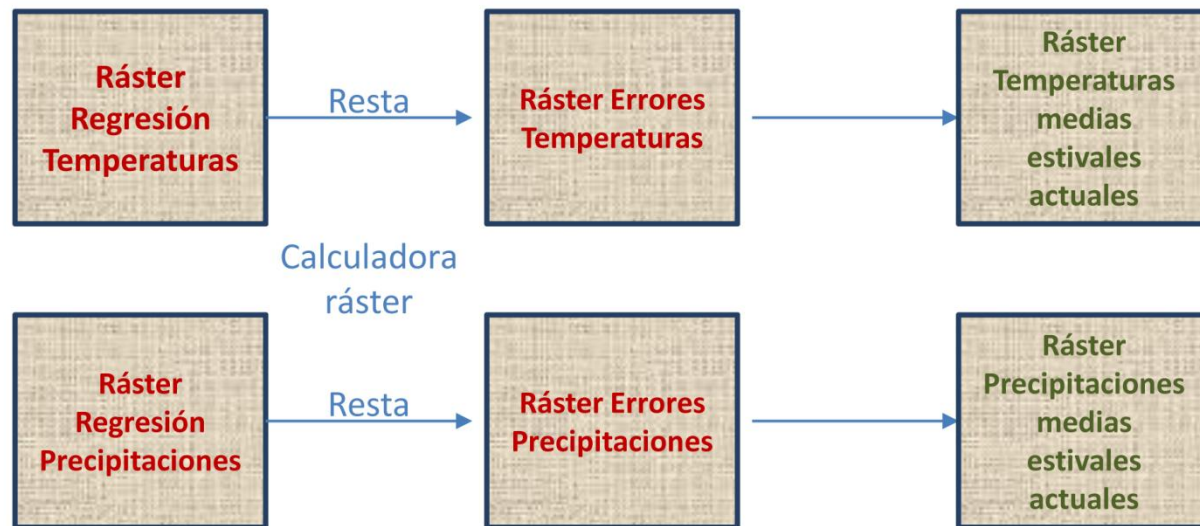 Ráster
Regresión
Temperaturas
Resta
Ráster Errores
Temperaturas
Ráster
Temperaturas
medias
estivales
actuales
Calculadora
ráster
Ráster
Regresión
Precipitaciones
Resta
Ráster Errores
Precipitaciones
Ráster
Precipitaciones
medias
estivales
actuales